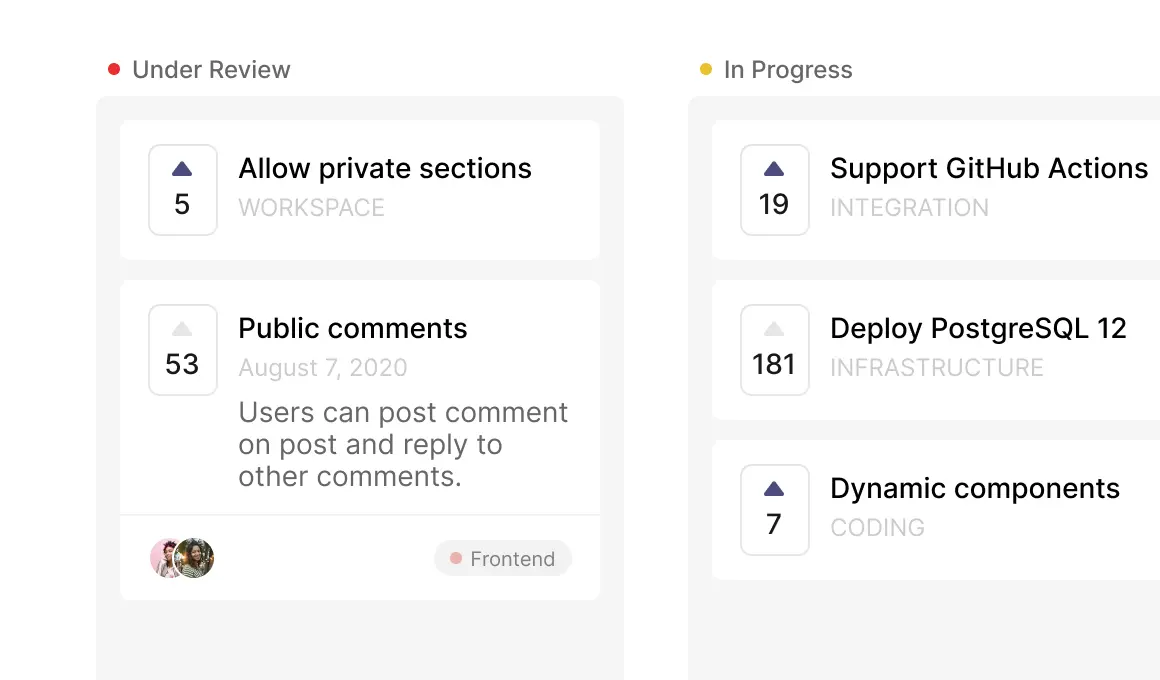 Under Review
5
Allow private sections
WORKSPACE
53
Public comments
August 7, 2020
Users can post comment
on post and reply to
other comments.
Frontend
In Progress
19
Support GitHub Actions
INTEGRATION
181
Deploy PostgreSQL 12
INFRASTRUCTURE
7
Dynamic components
CODING